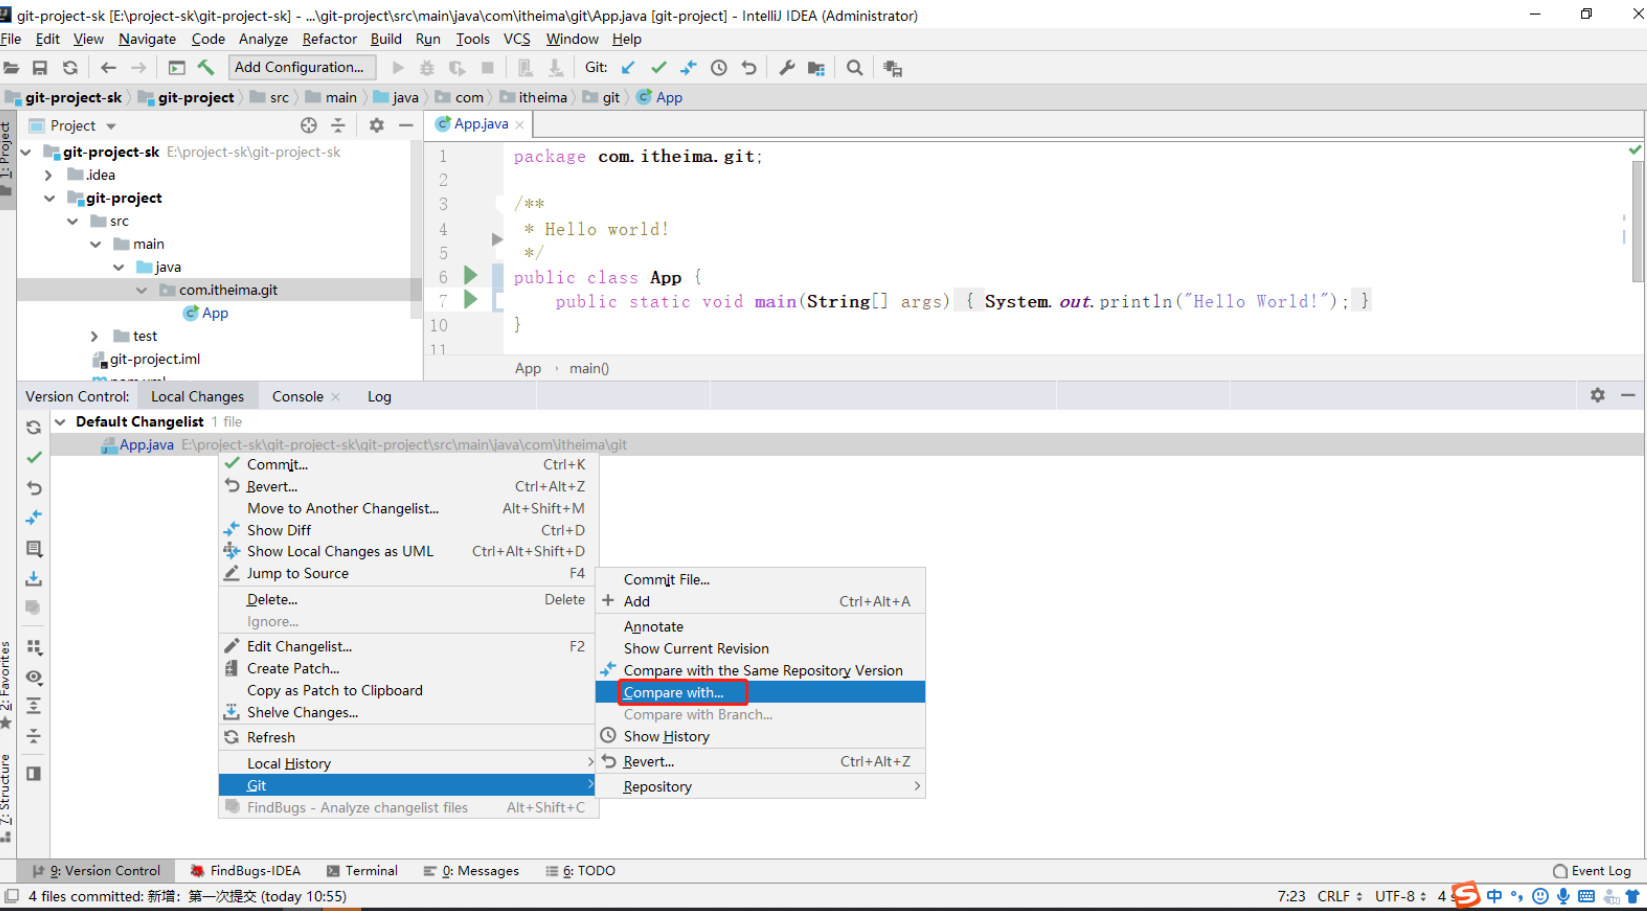 git-project-sk [E:\project-sk\git-project-sk] - ...\git-project\src\main\java\com\itheima\git\App.java [git-project] - IntelliJ IDEA (Administrator)
File Edit View Navigate Code Analyze Refactor Build Run Tools VCS Window Help
Add Configuration... Git:
git-project-sk git-project src main java com itheima git App
1: Project
Project
git-project-sk E:\project-sk\git-project-sk
.idea
git-project
src
main
java
com.itheima.git
App
test
git-project.iml
App.java
1 package com.itheima.git;
2
3 /**
4 * Hello world!
5 */
6 public class App {
7 public static void main(String[] args) { System.out.println("Hello World!"); }
10 }
11
App › main()
Version Control: Local Changes Console Log
Default Changelist 1 file
App.java E:\project-sk\git-project-sk\git-project\src\main\java\com\itheima\git
Commit... Ctrl+K
Revert... Ctrl+Alt+Z
Move to Another Changelist... Alt+Shift+M
Show Diff Ctrl+D
Show Local Changes as UML Ctrl+Alt+Shift+D
Jump to Source F4
Delete... Delete
Ignore...
Edit Changelist... F2
Create Patch...
Copy as Patch to Clipboard
Shelve Changes...
Refresh
Local History
Git
FindBugs - Analyze changelist files Alt+Shift+C
Commit File...
Add Ctrl+Alt+A
Annotate
Show Current Revision
Compare with the Same Repository Version
Compare with...
Compare with Branch...
Show History
Revert... Ctrl+Alt+Z
Repository
2: Favorites
7: Structure
9: Version Control FindBugs-IDEA Terminal 0: Messages 6: TODO Event Log
4 files committed: 新增：第一次提交 (today 10:55) 7:23 CRLF UTF-8 4 s 中